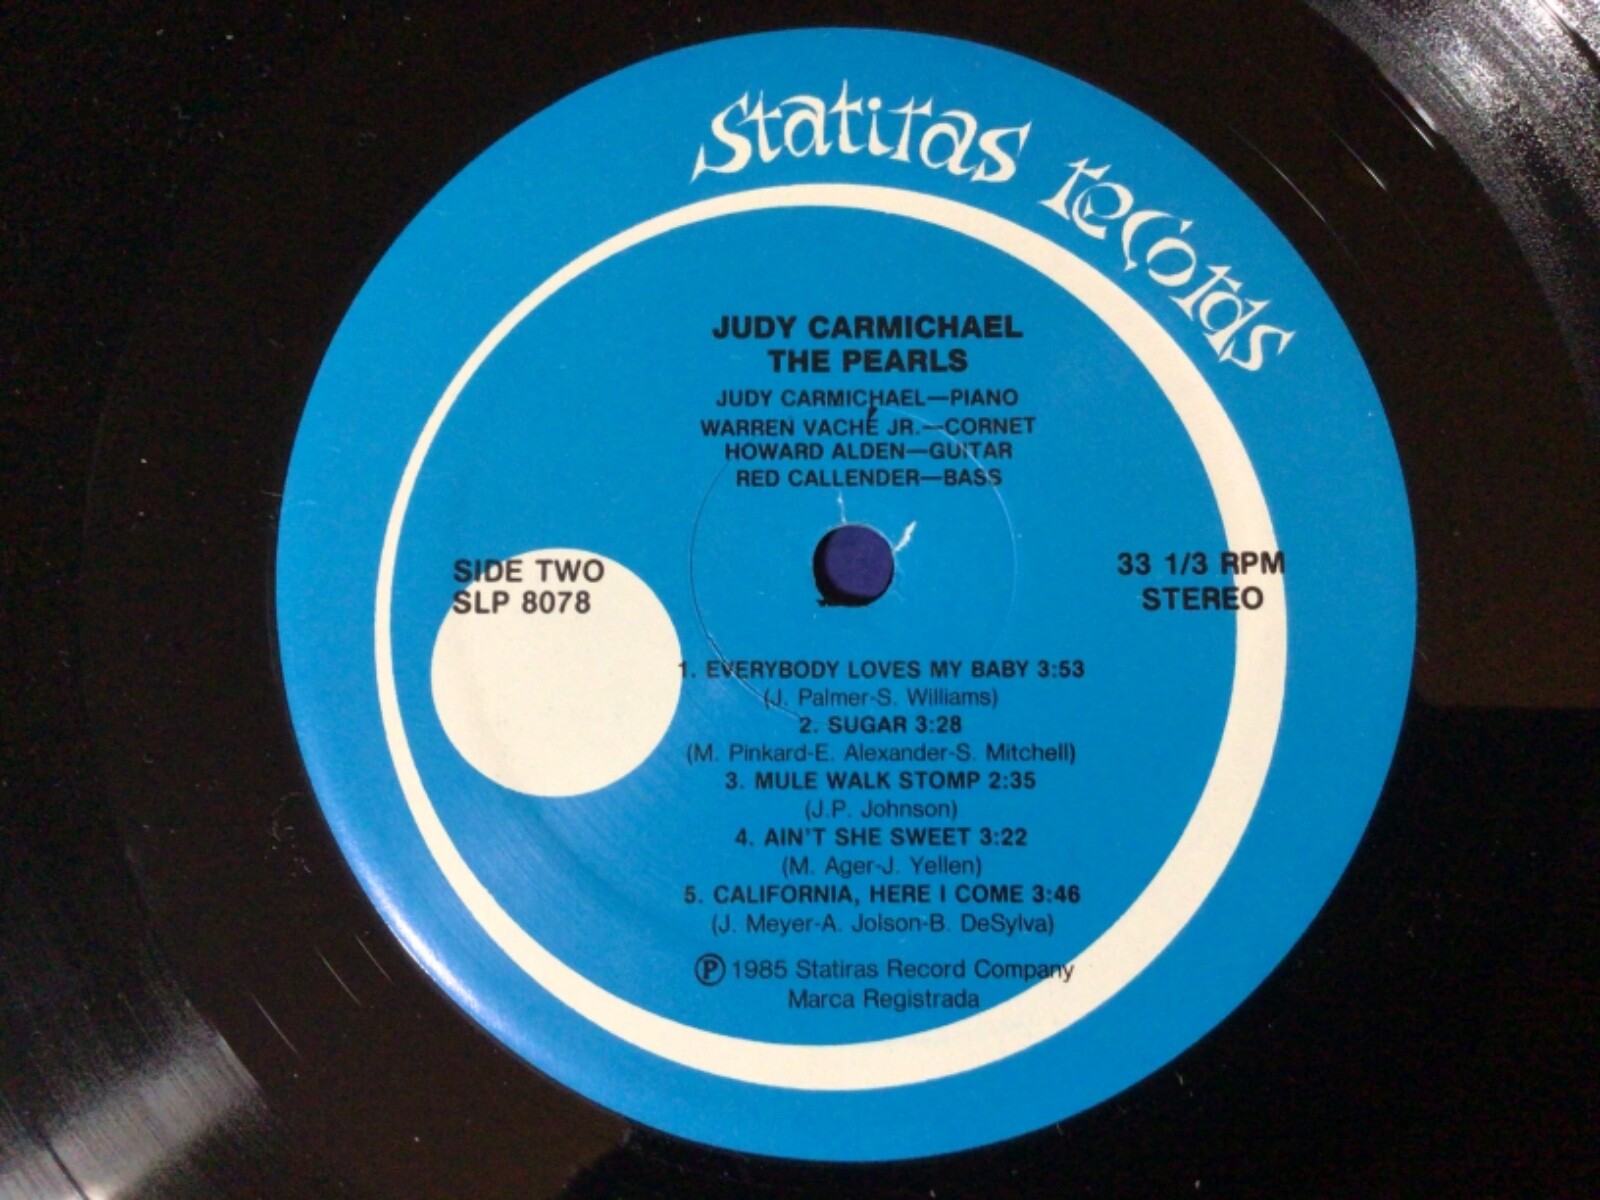 Statiras Records
JUDY CARMICHAEL
THE PEARLS
JUDY CARMICHAEL—PIANO
WARREN VACHÉ JR.—CORNET
HOWARD ALDEN—GUITAR
RED CALLENDER—BASS
SIDE TWO
SLP 8078
33 1/3 RPM
STEREO
1. EVERYBODY LOVES MY BABY 3:53
(J. Palmer-S. Williams)
2. SUGAR 3:28
(M. Pinkard-E. Alexander-S. Mitchell)
3. MULE WALK STOMP 2:35
(J.P. Johnson)
4. AIN'T SHE SWEET 3:22
(M. Ager-J. Yellen)
5. CALIFORNIA, HERE I COME 3:46
(J. Meyer-A. Jolson-B. DeSylva)
Ⓟ 1985 Statiras Record Company
Marca Registrada